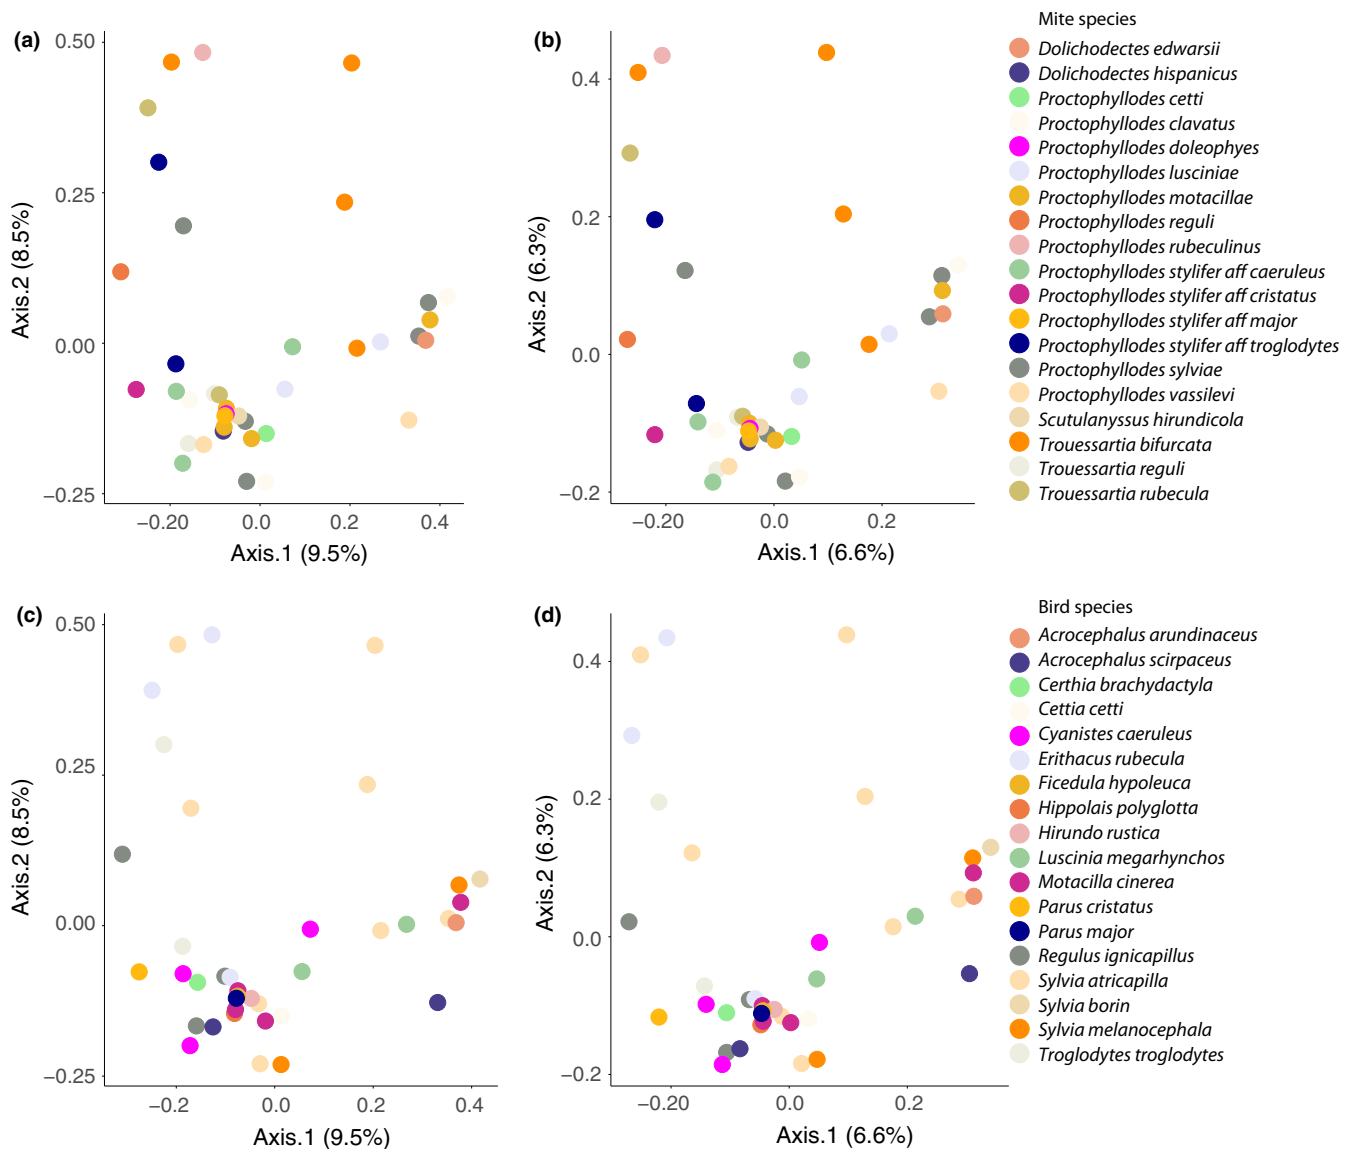 (a)
0.50
0.25
0.00
−0.25
Axis.2 (8.5%)
−0.20
0.0
0.2
0.4
Axis.1 (9.5%)
(b)
0.4
0.2
0.0
−0.2
Axis.2 (6.3%)
−0.20
0.0
0.2
Axis.1 (6.6%)
Mite species
Dolichodectes edwarsii
Dolichodectes hispanicus
Proctophyllodes cetti
Proctophyllodes clavatus
Proctophyllodes doleophyes
Proctophyllodes lusciniae
Proctophyllodes motacillae
Proctophyllodes reguli
Proctophyllodes rubeculinus
Proctophyllodes stylifer aff caeruleus
Proctophyllodes stylifer aff cristatus
Proctophyllodes stylifer aff major
Proctophyllodes stylifer aff troglodytes
Proctophyllodes sylviae
Proctophyllodes vassilevi
Scutulanyssus hirundicola
Trouessartia bifurcata
Trouessartia reguli
Trouessartia rubecula
(c)
0.50
0.25
0.00
−0.25
Axis.2 (8.5%)
−0.2
0.0
0.2
0.4
Axis.1 (9.5%)
(d)
0.4
0.2
0.0
−0.2
Axis.2 (6.3%)
−0.20
0.0
0.2
Axis.1 (6.6%)
Bird species
Acrocephalus arundinaceus
Acrocephalus scirpaceus
Certhia brachydactyla
Cettia cetti
Cyanistes caeruleus
Erithacus rubecula
Ficedula hypoleuca
Hippolais polyglotta
Hirundo rustica
Luscinia megarhynchos
Motacilla cinerea
Parus cristatus
Parus major
Regulus ignicapillus
Sylvia atricapilla
Sylvia borin
Sylvia melanocephala
Troglodytes troglodytes